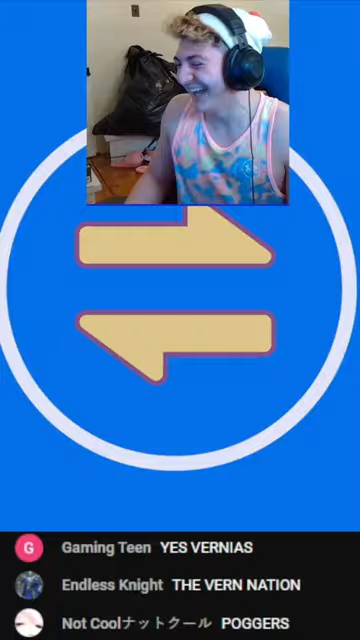 G Gaming Teen YES VERNIAS
Endless Knight THE VERN NATION
Not Coolナットクール POGGERS